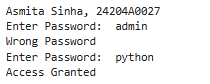 Asmita Sinha, 24204A0027
Enter Password:  admin
Wrong Password
Enter Password:  python
Access Granted